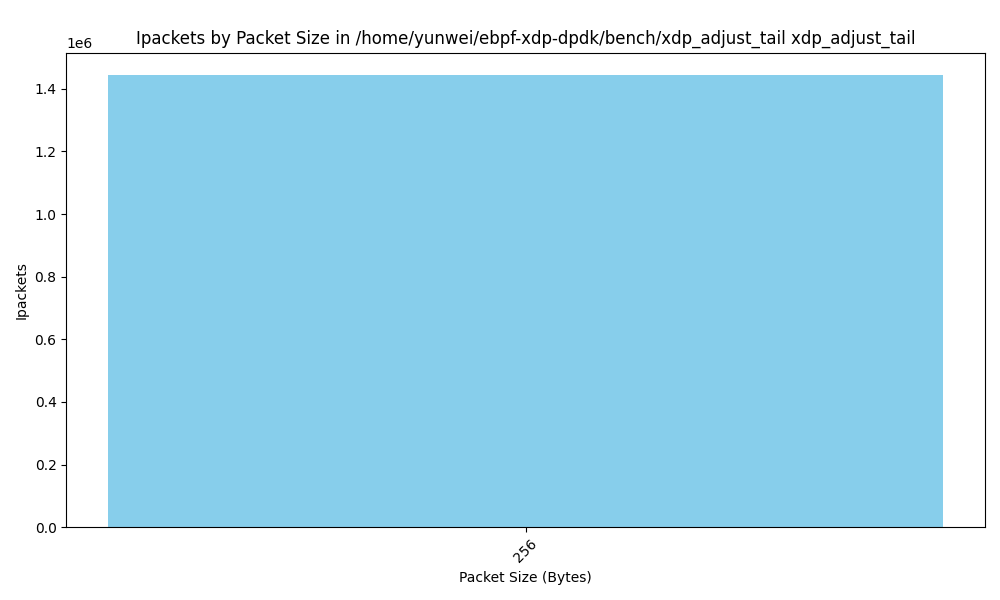 Ipackets by Packet Size in /home/yunwei/ebpf-xdp-dpdk/bench/xdp_adjust_tail xdp_adjust_tail
1e6
1.4
1.2
1.0
0.8
0.6
0.4
0.2
0.0
Ipackets
256
Packet Size (Bytes)